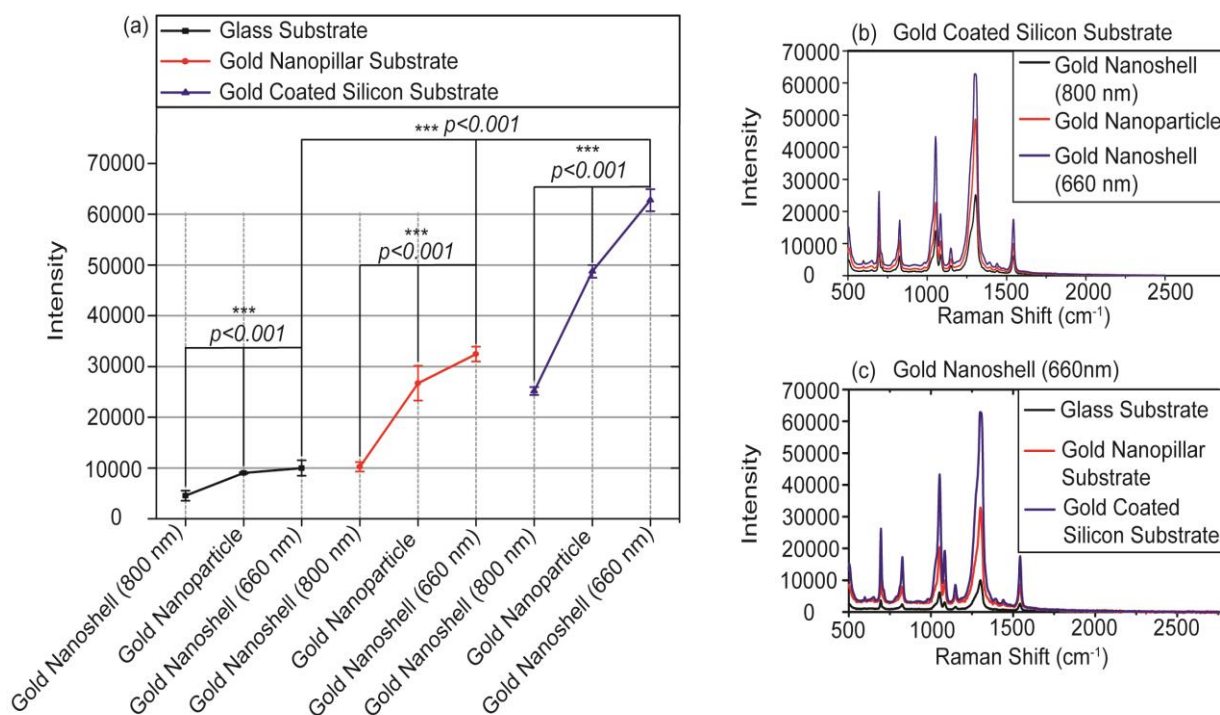 (a)
Glass Substrate
Gold Nanopillar Substrate
Gold Coated Silicon Substrate
*** p<0.001
***
p<0.001
***
p<0.001
***
p<0.001
70000
60000
50000
40000
30000
20000
10000
0
Intensity
Gold Nanoshell (800 nm)
Gold Nanoparticle
Gold Nanoshell (660 nm)
Gold Nanoshell (800 nm)
Gold Nanoparticle
Gold Nanoshell (660 nm)
Gold Nanoshell (800 nm)
Gold Nanoparticle
Gold Nanoshell (660 nm)
(b) Gold Coated Silicon Substrate
Gold Nanoshell
(800 nm)
Gold Nanoparticle
Gold Nanoshell
(660 nm)
70000
60000
50000
40000
30000
20000
10000
0
Intensity
500 1000 1500 2000 2500
Raman Shift (cm⁻¹)
(c) Gold Nanoshell (660nm)
Glass Substrate
Gold Nanopillar
Substrate
Gold Coated
Silicon Substrate
70000
60000
50000
40000
30000
20000
10000
0
Intensity
500 1000 1500 2000 2500
Raman Shift (cm⁻¹)